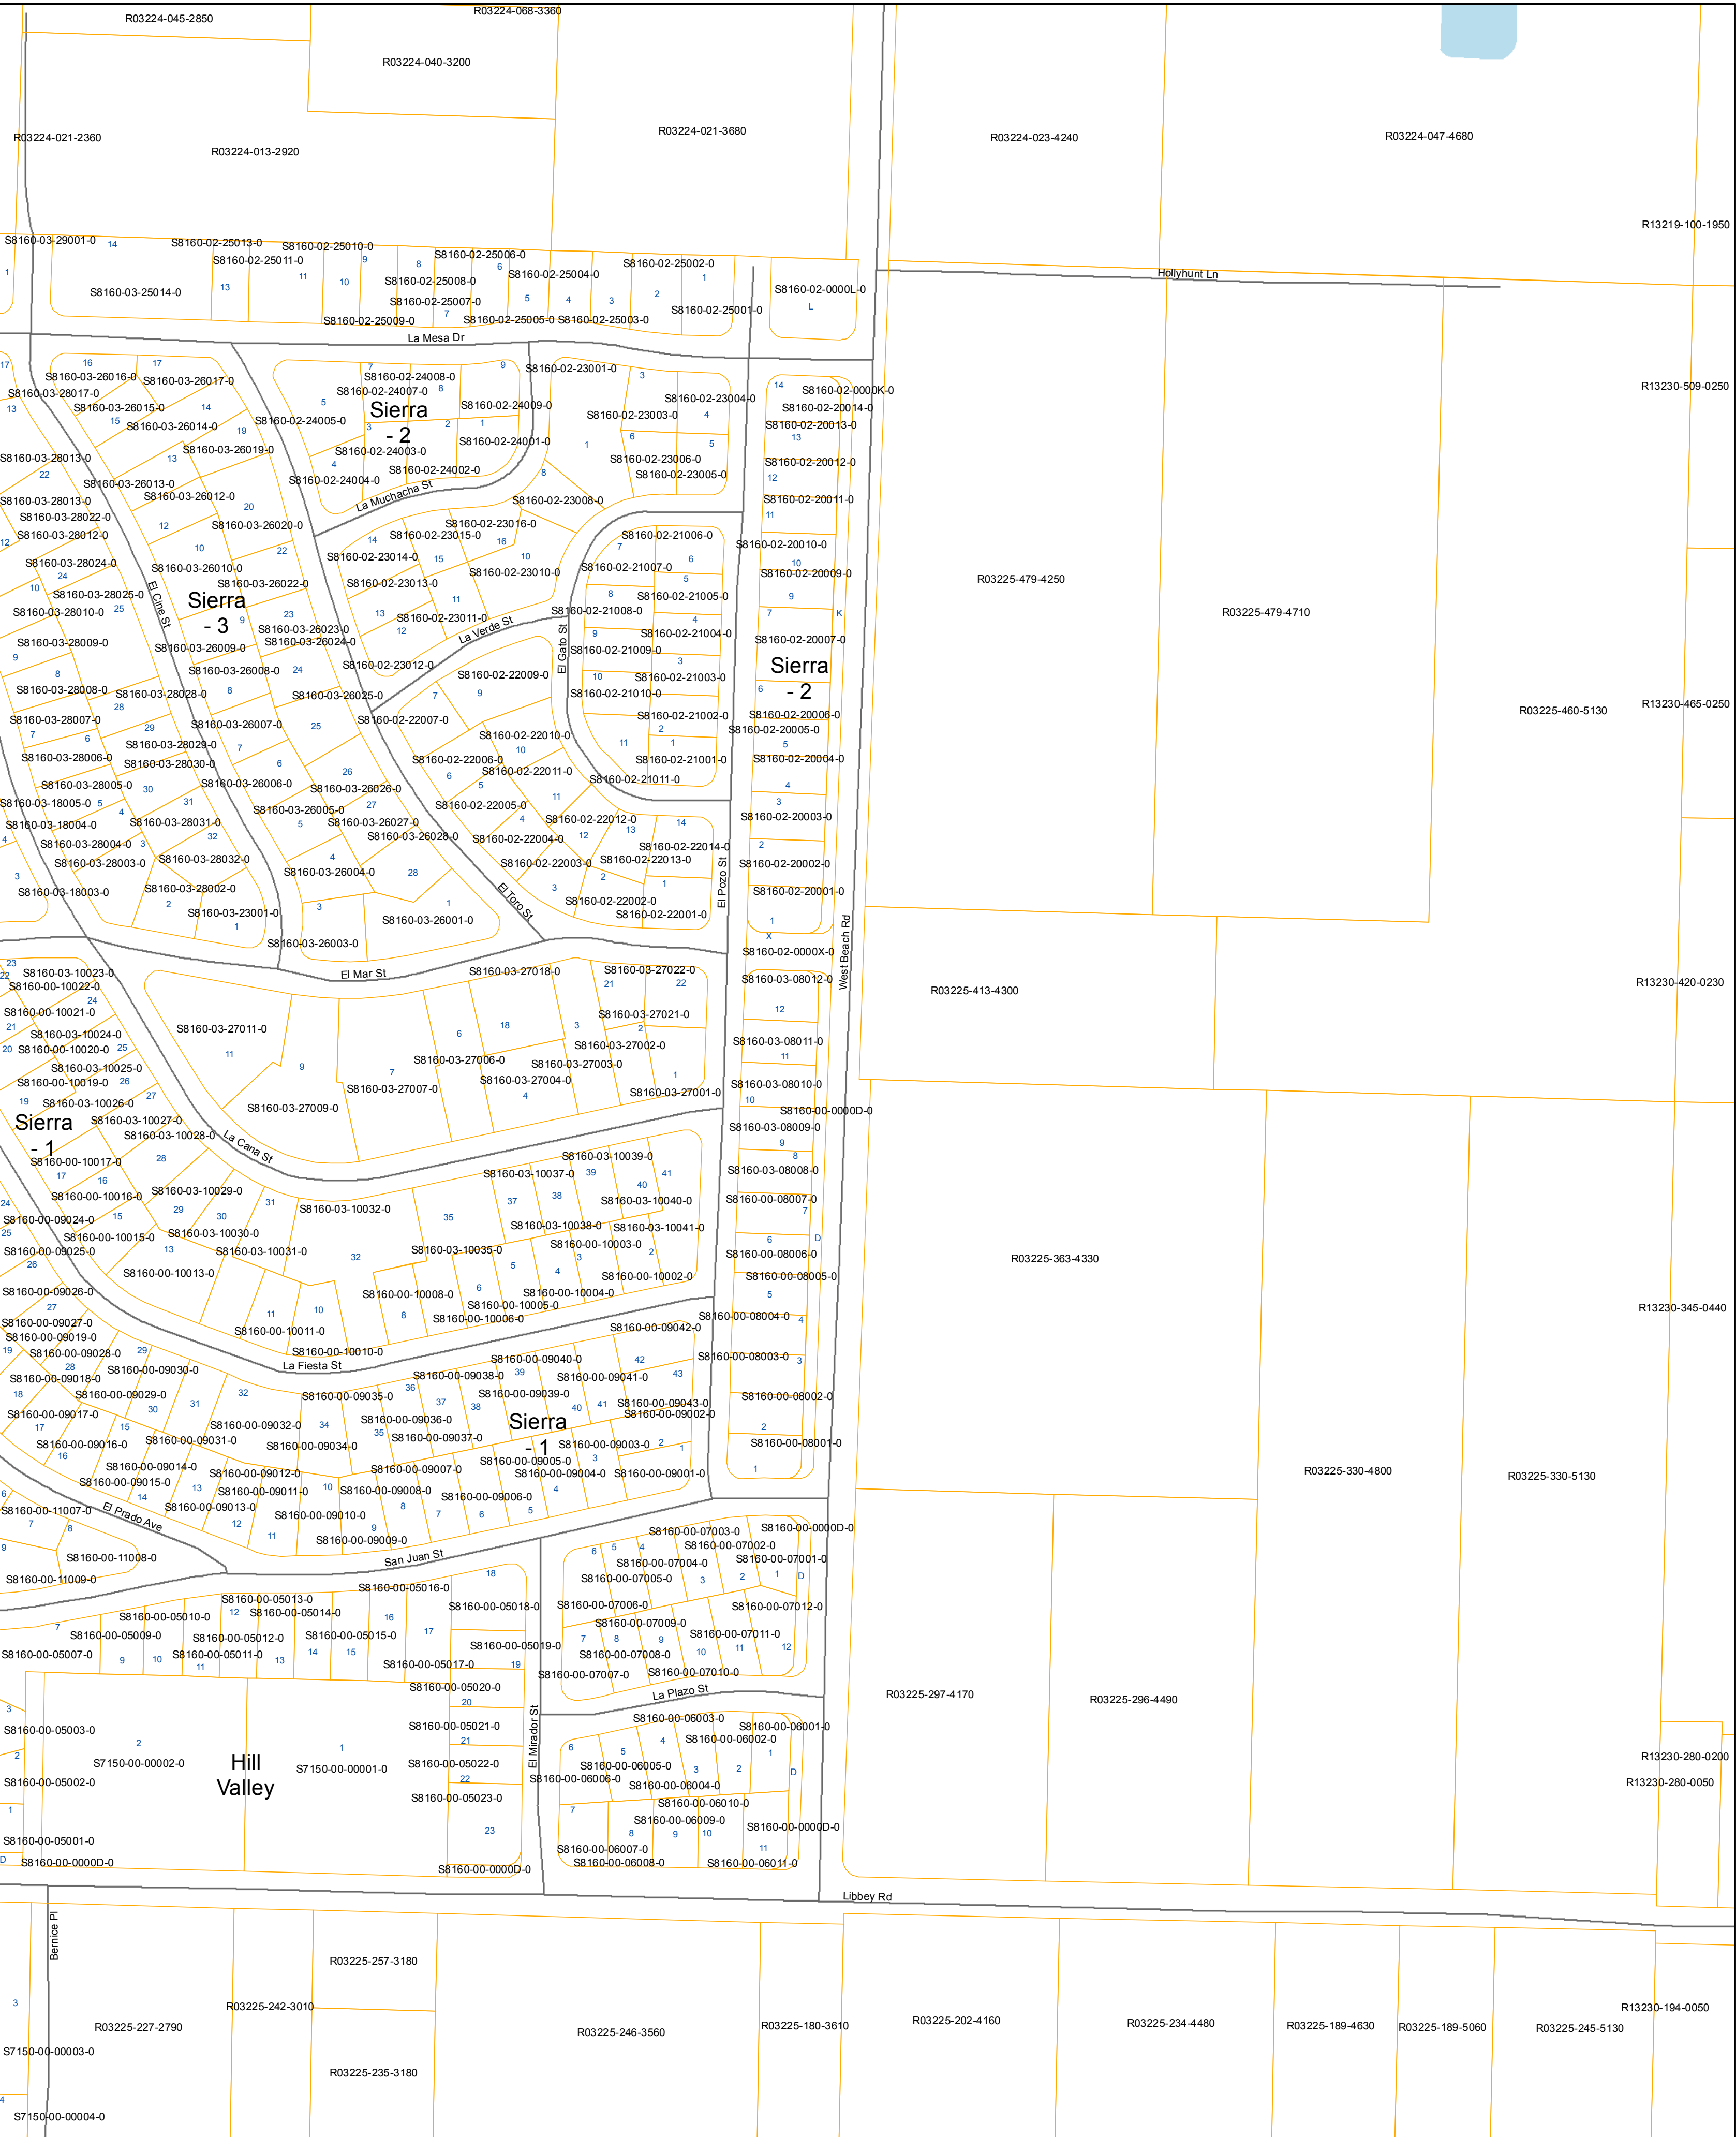 R03224-045-2850
R03224-068-3360
R03224-040-3200
R03224-021-2360
R03224-013-2920
R03224-021-3680
R03224-023-4240
R03224-047-4680
R13219-100-1950
S8160-03-29001-0
14
S8160-02-25013-0
S8160-02-25010-0
S8160-02-25011-0
S8160-02-25006-0
S8160-02-25004-0
S8160-02-25002-0
S8160-03-25014-0
S8160-02-25008-0
S8160-02-25007-0
S8160-02-25009-0
S8160-02-25005-0
S8160-02-25003-0
S8160-02-25001-0
S8160-02-0000L-0
L
Hollyhunt Ln
La Mesa Dr
S8160-03-26016-0
S8160-03-26017-0
S8160-03-28017-0
S8160-03-26015-0
S8160-03-26014-0
S8160-02-24005-0
S8160-02-24008-0
S8160-02-24007-0
Sierra
- 2
S8160-02-24009-0
S8160-02-24001-0
S8160-02-24003-0
S8160-02-24002-0
S8160-02-24004-0
La Muchacha St
S8160-02-23001-0
S8160-02-23004-0
S8160-02-23003-0
S8160-02-23006-0
S8160-02-23005-0
S8160-02-23008-0
S8160-02-0000K-0
S8160-02-20014-0
S8160-02-20013-0
S8160-02-20012-0
S8160-02-20011-0
S8160-02-20010-0
S8160-02-20009-0
K
S8160-02-20007-0
Sierra
- 2
S8160-02-20006-0
S8160-02-20005-0
S8160-02-20004-0
S8160-02-20003-0
S8160-02-20002-0
S8160-02-20001-0
X
S8160-02-0000X-0
R13230-509-0250
S8160-03-28013-0
S8160-03-28013-0
S8160-03-28022-0
S8160-03-28012-0
S8160-03-28024-0
S8160-03-28025-0
S8160-03-28010-0
S8160-03-28009-0
S8160-03-28008-0
S8160-03-28028-0
S8160-03-28007-0
S8160-03-28029-0
S8160-03-28006-0
S8160-03-28030-0
S8160-03-28005-0
S8160-03-18005-0
S8160-03-18004-0
S8160-03-28031-0
S8160-03-28004-0
S8160-03-28003-0
S8160-03-28032-0
S8160-03-18003-0
S8160-03-28002-0
S8160-03-23001-0
El Cine St
S8160-03-26019-0
S8160-03-26013-0
S8160-03-26012-0
S8160-03-26020-0
S8160-03-26010-0
S8160-03-26022-0
Sierra
- 3
S8160-03-26023-0
S8160-03-26024-0
S8160-03-26009-0
S8160-03-26008-0
S8160-03-26025-0
S8160-03-26007-0
S8160-03-26006-0
S8160-03-26026-0
S8160-03-26005-0
S8160-03-26027-0
S8160-03-26028-0
S8160-03-26004-0
S8160-03-26001-0
S8160-03-26003-0
S8160-02-23016-0
S8160-02-23015-0
S8160-02-23014-0
S8160-02-23010-0
S8160-02-23013-0
S8160-02-23011-0
La Verde St
S8160-02-23012-0
El Gato St
S8160-02-21006-0
S8160-02-21007-0
S8160-02-21005-0
S8160-02-21008-0
S8160-02-21004-0
S8160-02-21009-0
S8160-02-21003-0
S8160-02-21010-0
S8160-02-21002-0
S8160-02-21001-0
S8160-02-21011-0
S8160-02-22009-0
S8160-02-22007-0
S8160-02-22010-0
S8160-02-22006-0
S8160-02-22011-0
S8160-02-22005-0
S8160-02-22012-0
S8160-02-22004-0
S8160-02-22014-0
S8160-02-22013-0
S8160-02-22003-0
S8160-02-22002-0
S8160-02-22001-0
El Toro St
El Pozo St
West Beach Rd
R03225-479-4250
R03225-479-4710
R03225-460-5130
R13230-465-0250
El Mar St
R03225-413-4300
R13230-420-0230
S8160-03-10023-0
S8160-00-10022-0
S8160-00-10021-0
S8160-03-10024-0
S8160-00-10020-0
S8160-03-10025-0
S8160-00-10019-0
S8160-03-10026-0
Sierra
- 1
S8160-03-10027-0
S8160-03-10028-0
S8160-00-10017-0
S8160-00-10016-0
S8160-03-10029-0
S8160-03-10030-0
S8160-00-10015-0
S8160-03-10031-0
S8160-00-10013-0
La Cana St
S8160-03-27018-0
S8160-03-27022-0
S8160-03-27011-0
S8160-03-27021-0
S8160-03-27002-0
S8160-03-27006-0
S8160-03-27003-0
S8160-03-27007-0
S8160-03-27004-0
S8160-03-27001-0
S8160-03-27009-0
S8160-03-08012-0
S8160-03-08011-0
S8160-03-08010-0
S8160-00-0000D-0
S8160-03-08009-0
S8160-03-08008-0
S8160-00-08007-0
D
S8160-00-08006-0
S8160-00-08005-0
S8160-00-08004-0
S8160-00-08003-0
S8160-00-08002-0
S8160-00-08001-0
S8160-03-10039-0
S8160-03-10037-0
S8160-03-10040-0
S8160-03-10032-0
S8160-03-10038-0
S8160-03-10041-0
S8160-03-10035-0
S8160-00-10003-0
S8160-00-10002-0
S8160-00-10008-0
S8160-00-10004-0
S8160-00-10005-0
S8160-00-10006-0
S8160-00-10011-0
S8160-00-10010-0
La Fiesta St
R03225-363-4330
R13230-345-0440
S8160-00-09024-0
S8160-00-09025-0
S8160-00-09026-0
S8160-00-09027-0
S8160-00-09019-0
S8160-00-09028-0
S8160-00-09018-0
S8160-00-09030-0
S8160-00-09029-0
S8160-00-09017-0
S8160-00-09032-0
S8160-00-09016-0
S8160-00-09031-0
S8160-00-09034-0
S8160-00-09014-0
S8160-00-09015-0
S8160-00-09012-0
S8160-00-09011-0
S8160-00-09013-0
S8160-00-09010-0
S8160-00-09009-0
S8160-00-09042-0
S8160-00-09040-0
S8160-00-09038-0
S8160-00-09041-0
S8160-00-09035-0
S8160-00-09039-0
S8160-00-09043-0
S8160-00-09002-0
S8160-00-09036-0
Sierra
- 1
S8160-00-09037-0
S8160-00-09003-0
S8160-00-09005-0
S8160-00-09007-0
S8160-00-09004-0
S8160-00-09001-0
S8160-00-09008-0
S8160-00-09006-0
R03225-330-4800
R03225-330-5130
El Prado Ave
San Juan St
S8160-00-11007-0
S8160-00-11008-0
S8160-00-11009-0
S8160-00-07003-0
S8160-00-0000D-0
S8160-00-07002-0
S8160-00-07004-0
S8160-00-07001-0
S8160-00-07005-0
D
S8160-00-07006-0
S8160-00-07012-0
S8160-00-07009-0
S8160-00-07011-0
S8160-00-07008-0
S8160-00-07007-0
S8160-00-07010-0
La Plazo St
S8160-00-05016-0
S8160-00-05013-0
S8160-00-05018-0
S8160-00-05010-0
S8160-00-05014-0
S8160-00-05009-0
S8160-00-05012-0
S8160-00-05015-0
S8160-00-05019-0
S8160-00-05007-0
S8160-00-05011-0
S8160-00-05017-0
S8160-00-05020-0
S8160-00-05003-0
S8160-00-05021-0
S7150-00-00002-0
Hill
Valley
S7150-00-00001-0
S8160-00-05022-0
S8160-00-05002-0
S8160-00-05023-0
S8160-00-05001-0
S8160-00-0000D-0
S8160-00-0000D-0
El Mirador St
S8160-00-06003-0
S8160-00-06001-0
S8160-00-06002-0
S8160-00-06005-0
S8160-00-06006-0
S8160-00-06004-0
D
S8160-00-06010-0
S8160-00-06009-0
S8160-00-0000D-0
S8160-00-06007-0
S8160-00-06008-0
S8160-00-06011-0
R03225-297-4170
R03225-296-4490
R13230-280-0200
R13230-280-0050
Libbey Rd
Bernice Pl
R03225-257-3180
R03225-242-3010
R03225-227-2790
R03225-235-3180
R03225-246-3560
R03225-180-3610
R03225-202-4160
R03225-234-4480
R03225-189-4630
R03225-189-5060
R03225-245-5130
R13230-194-0050
S7150-00-00003-0
S7150-00-00004-0